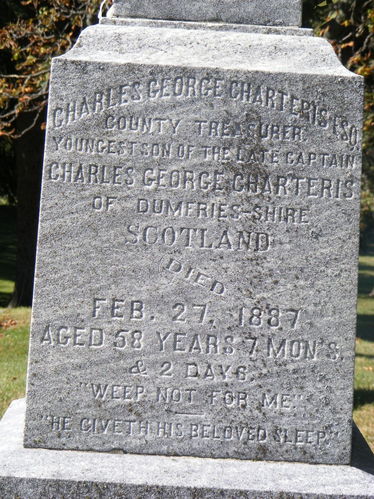 CHARLES GEORGE CHARTERIS ESQ
COUNTY TREASURER
YOUNGEST SON OF THE LATE CAPTAIN
CHARLES GEORGE CHARTERIS
OF DUMFRIES-SHIRE
SCOTLAND
DIED
FEB. 27, 1887
AGED 58 YEARS 7 MON'S.
& 2 DAYS.
"WEEP NOT FOR ME."
"HE GIVETH HIS BELOVED SLEEP."